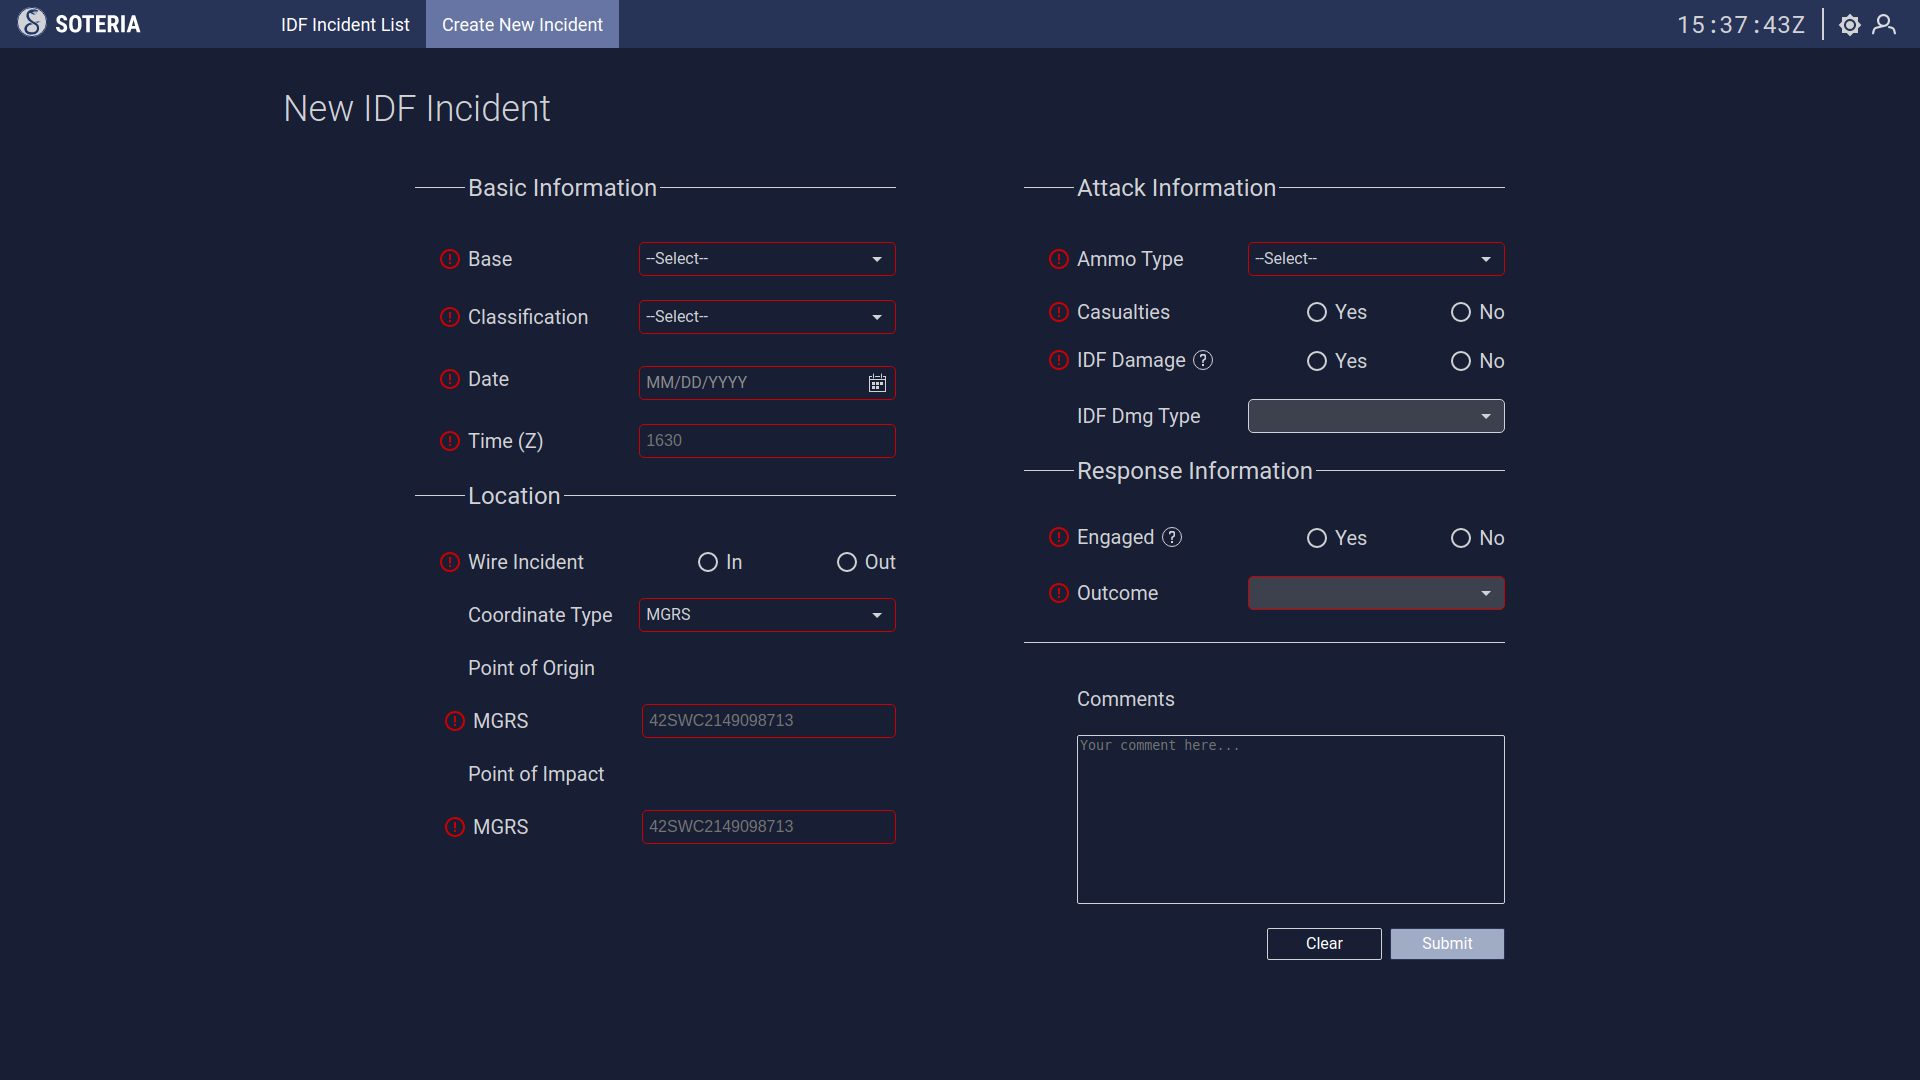 SOTERIA
IDF Incident List
Create New Incident
15:37:43Z
New IDF Incident
Basic Information
Base
--Select--
Classification
--Select--
Date
MM/DD/YYYY
Time (Z)
1630
Location
Wire Incident
In
Out
Coordinate Type
MGRS
Point of Origin
MGRS
42SWC2149098713
Point of Impact
MGRS
42SWC2149098713
Attack Information
Ammo Type
--Select--
Casualties
Yes
No
IDF Damage ?
Yes
No
IDF Dmg Type
Response Information
Engaged ?
Yes
No
Outcome
Comments
Your comment here...
Clear
Submit